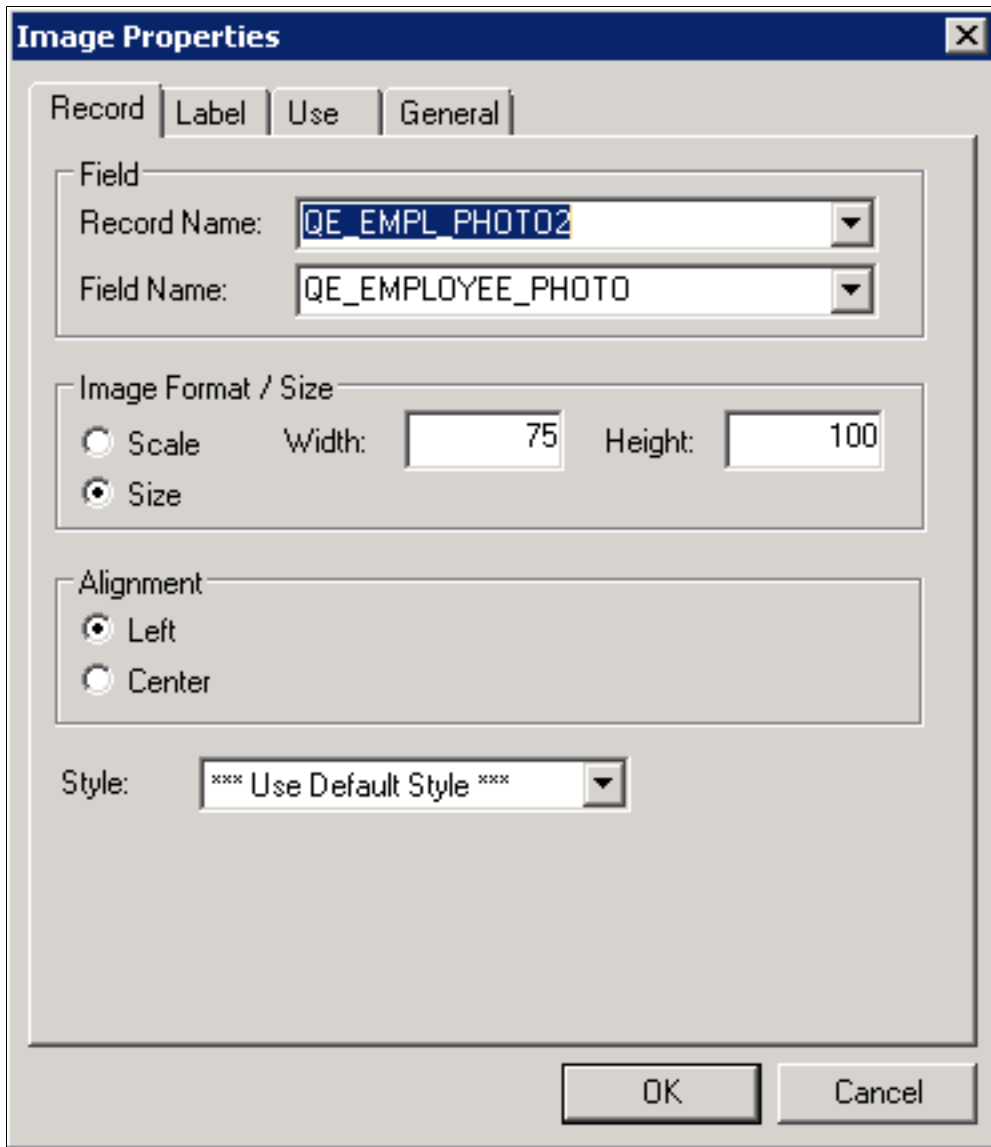 Image Properties
Record Label Use General
Field
Record Name: QE_EMPL_PHOTO2
Field Name: QE_EMPLOYEE_PHOTO
Image Format / Size
Scale Width: 75 Height: 100
Size
Alignment
Left
Center
Style: *** Use Default Style ***
OK Cancel